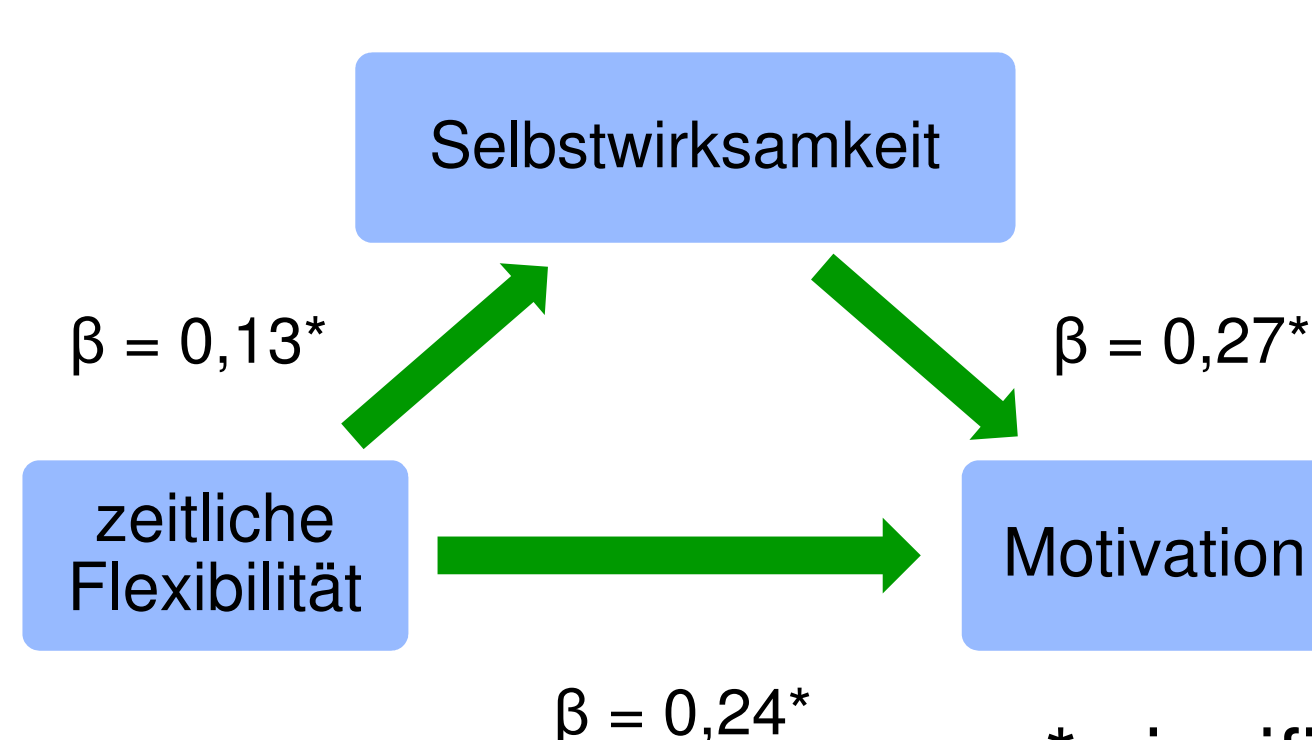 Selbstwirksamkeit
β = 0,13*
β = 0,27*
zeitliche
Flexibilität
Motivation
β = 0,24*
*